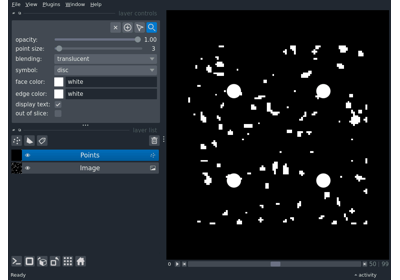 File View Plugins Window Help
layer controls
opacity: 1.00
point size: 3
blending: translucent
symbol: disc
face color: white
edge color: white
display text:
out of slice:
layer list
Points
Image
50 99
Ready
activity